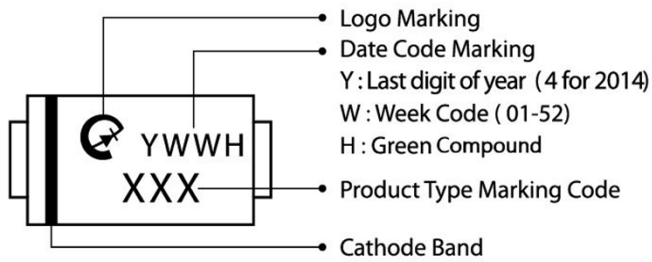 Logo Marking
Date Code Marking
Y : Last digit of year ( 4 for 2014)
W : Week Code ( 01-52)
H : Green Compound
YWWH
XXX
Product Type Marking Code
Cathode Band